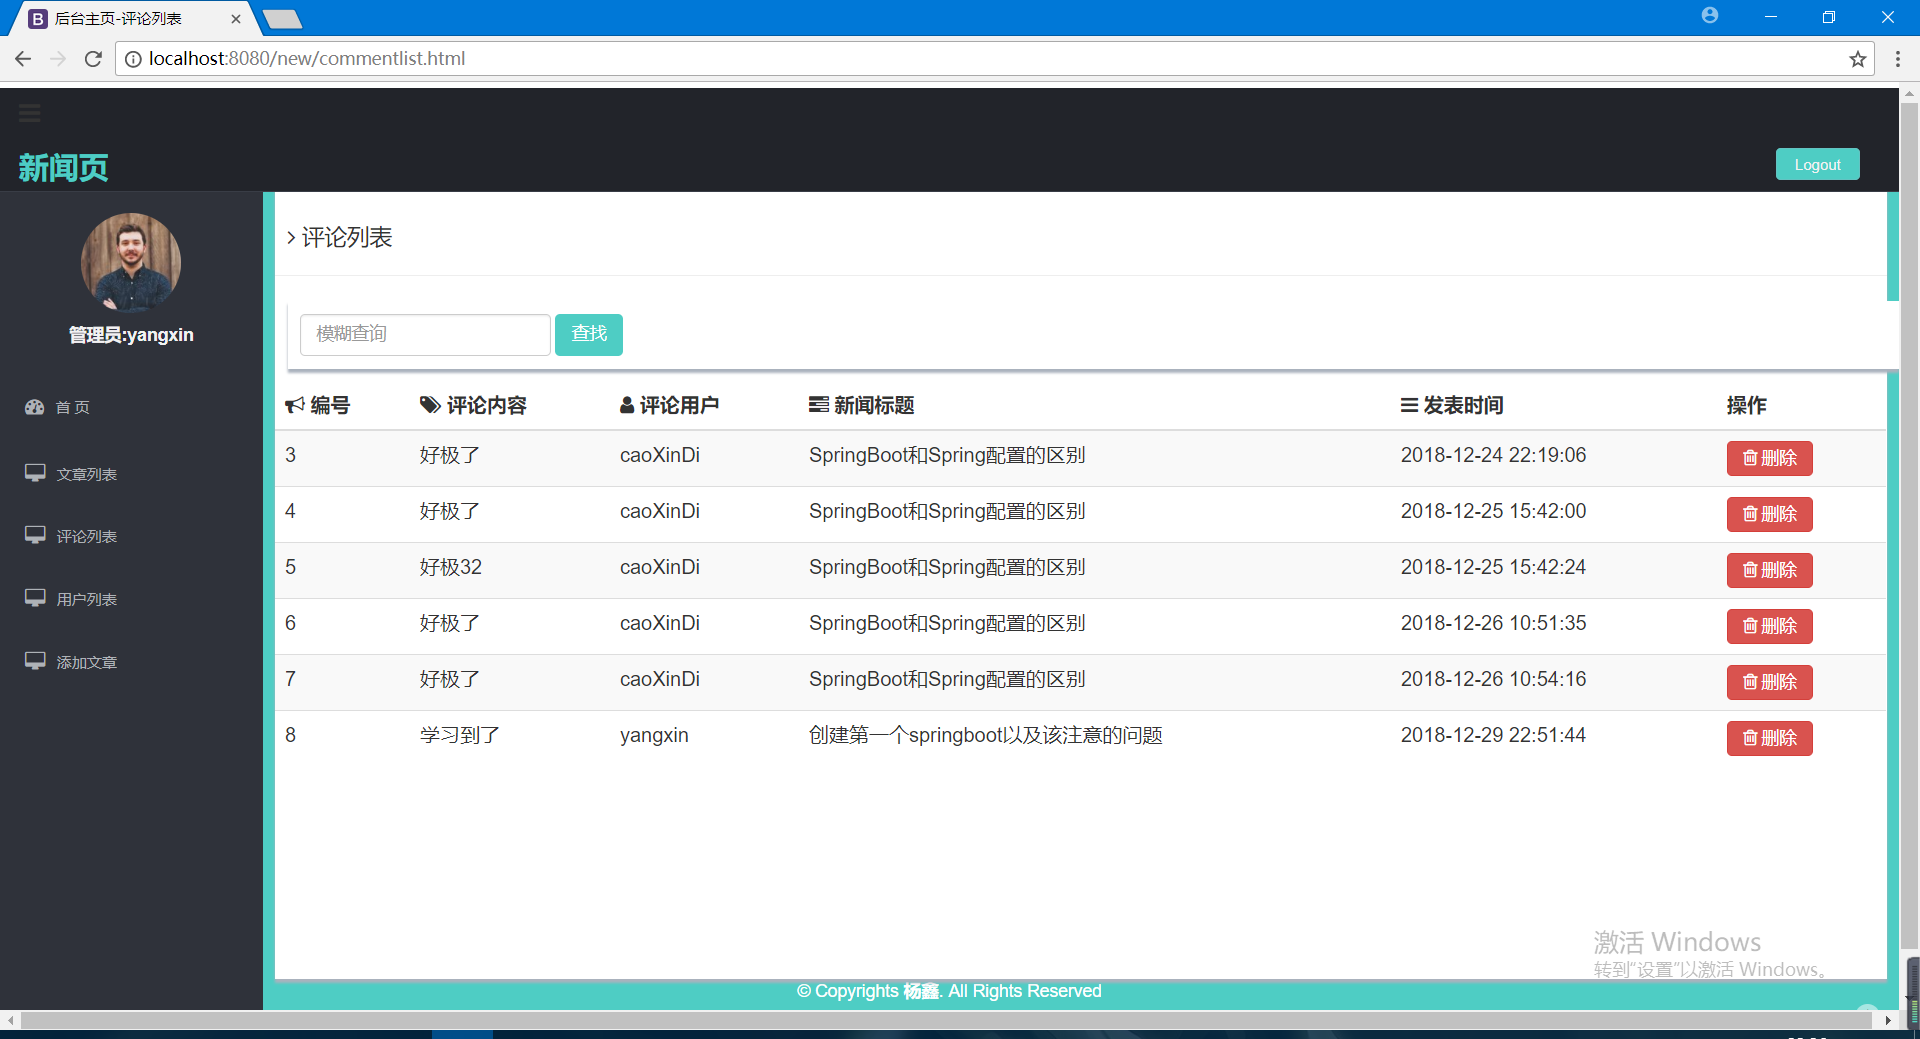 后台主页-评论列表
localhost:8080/new/commentlist.html
新闻页
Logout
管理员:yangxin
首 页
文章列表
评论列表
用户列表
添加文章
评论列表
模糊查询 查找
编号 评论内容 评论用户 新闻标题 发表时间 操作
3 好极了 caoXinDi SpringBoot和Spring配置的区别 2018-12-24 22:19:06 删除
4 好极了 caoXinDi SpringBoot和Spring配置的区别 2018-12-25 15:42:00 删除
5 好极32 caoXinDi SpringBoot和Spring配置的区别 2018-12-25 15:42:24 删除
6 好极了 caoXinDi SpringBoot和Spring配置的区别 2018-12-26 10:51:35 删除
7 好极了 caoXinDi SpringBoot和Spring配置的区别 2018-12-26 10:54:16 删除
8 学习到了 yangxin 创建第一个springboot以及该注意的问题 2018-12-29 22:51:44 删除
激活 Windows
转到“设置”以激活 Windows。
© Copyrights 杨鑫. All Rights Reserved